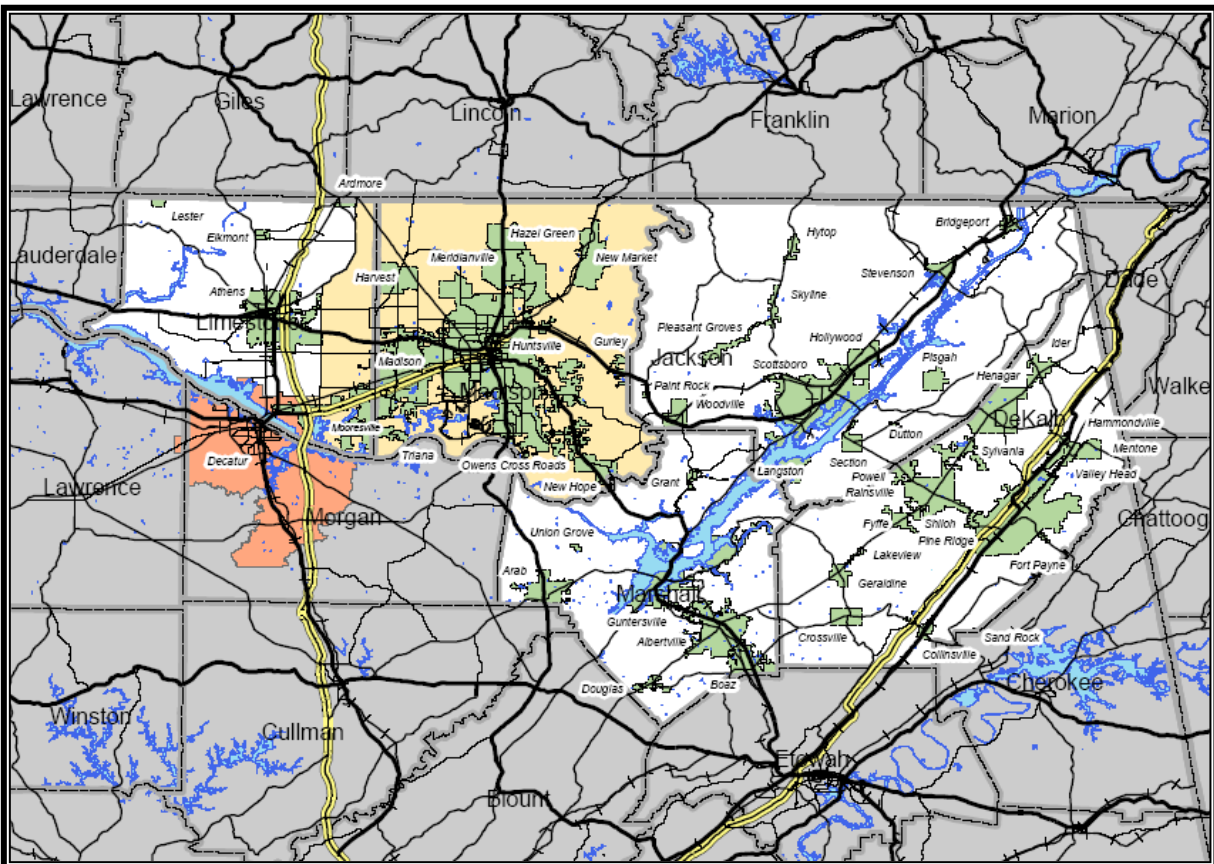 Lawrence
Giles
Lincoln
Franklin
Marion
Ardmore
Lester
Elkmont
Hazel Green
Meridianville
New Market
Harvest
Hytop
Bridgeport
Stevenson
auderdale
Athens
Limestone
Skyline
Dade
Pleasant Groves
Hollywood
Huntsville
Gurley
Madison
Jackson
Scottsboro
Pisgah
Ider
Henagar
Walke
Paint Rock
Woodville
Madison
DeKalb
Hammondville
Mentone
Mooresville
Triana
Dutton
Sylvania
Decatur
Owens Cross Roads
Langston
Section
Powell
Valley Head
Lawrence
New Hope
Grant
Rainsville
Morgan
Fyffe
Shiloh
Chattoog
Union Grove
Pine Ridge
Lakeview
Fort Payne
Arab
Geraldine
Marshall
Guntersville
Albertville
Crossville
Sand Rock
Collinsville
Douglas
Boaz
Cherokee
Winston
Cullman
Etowah
Blount